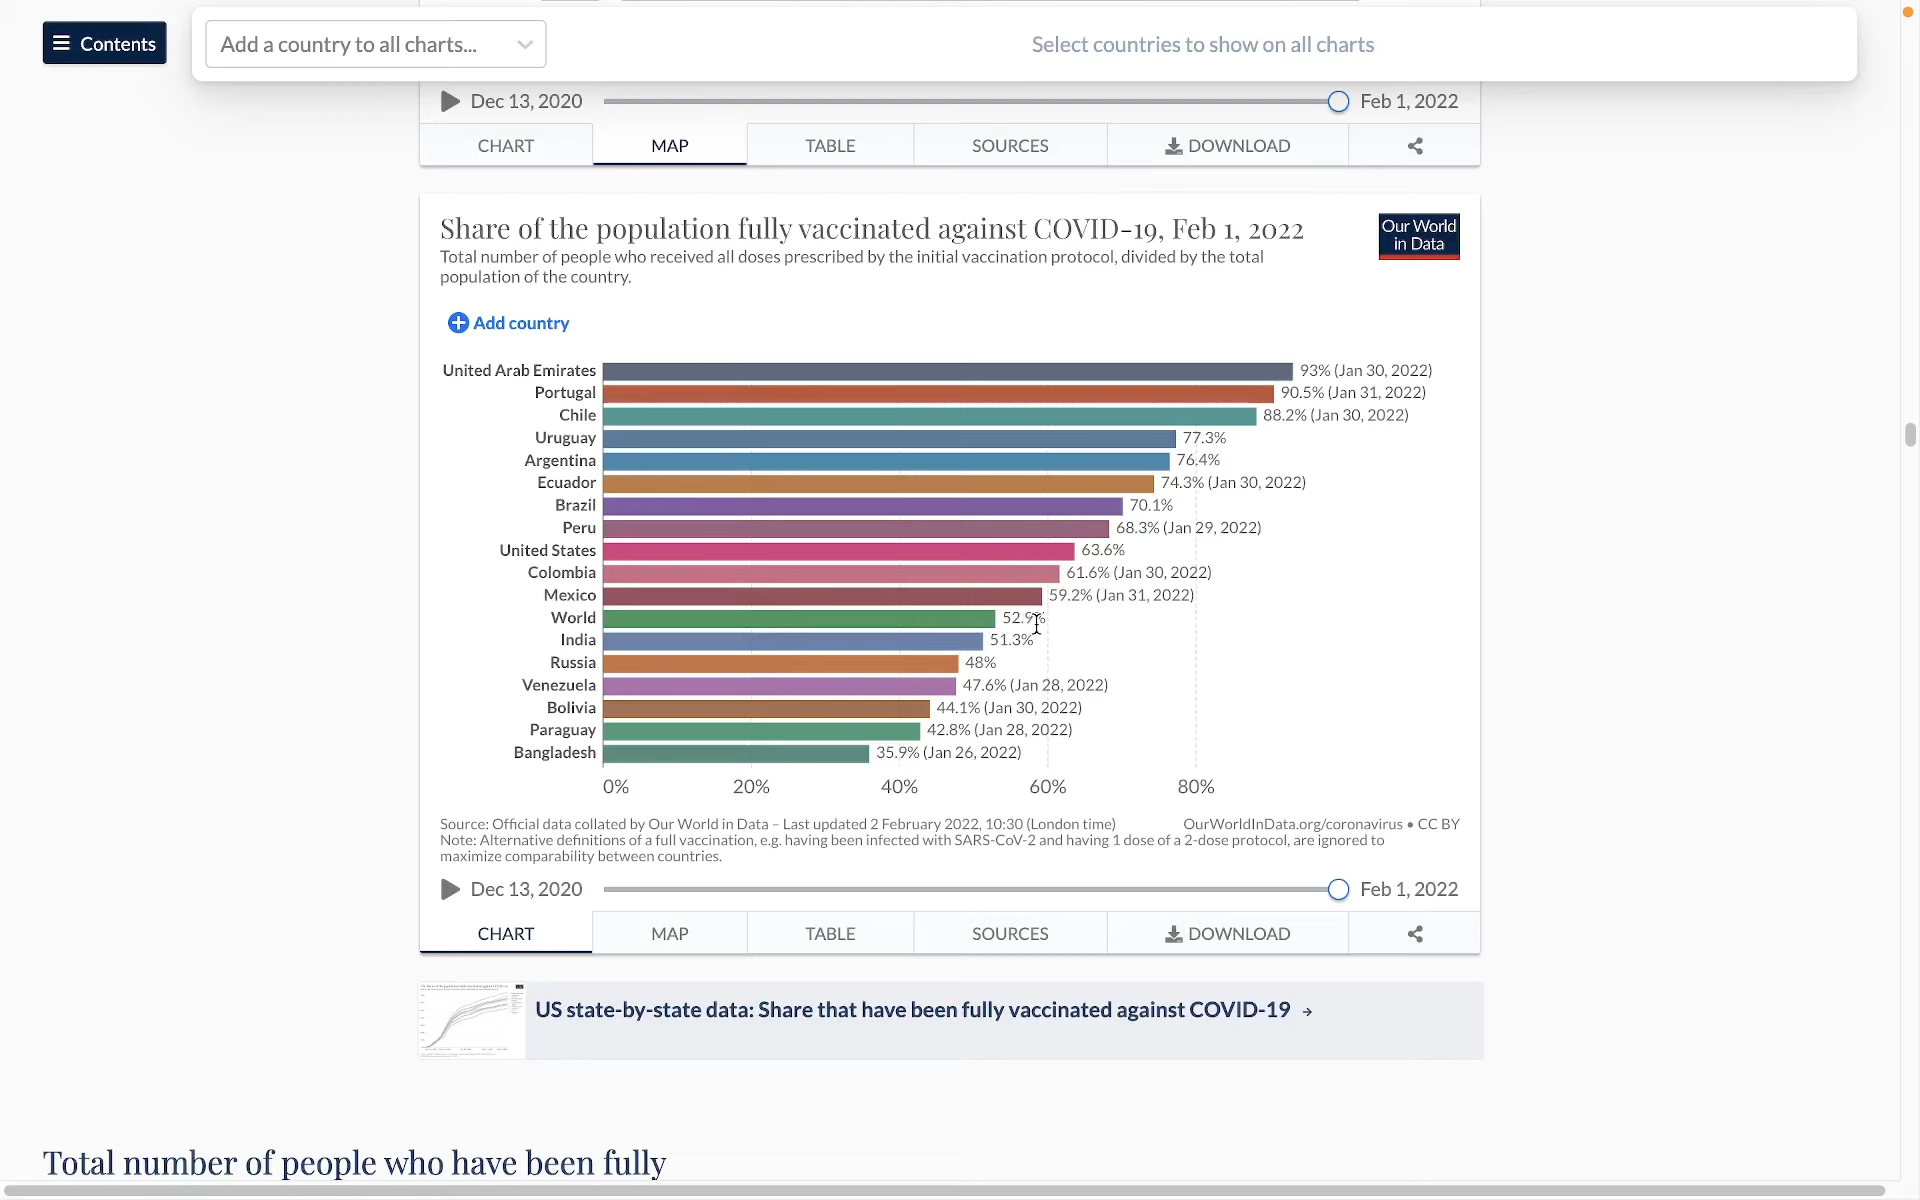 Contents
Add a country to all charts...
Select countries to show on all charts
Dec 13, 2020
Feb 1, 2022
CHART
MAP
TABLE
SOURCES
DOWNLOAD
Share of the population fully vaccinated against COVID-19, Feb 1, 2022
Total number of people who received all doses prescribed by the initial vaccination protocol, divided by the total
population of the country.
Our World
in Data
Add country
United Arab Emirates 93% (Jan 30, 2022)
Portugal 90.5% (Jan 31, 2022)
Chile 88.2% (Jan 30, 2022)
Uruguay 77.3%
Argentina 76.4%
Ecuador 74.3% (Jan 30, 2022)
Brazil 70.1%
Peru 68.3% (Jan 29, 2022)
United States 63.6%
Colombia 61.6% (Jan 30, 2022)
Mexico 59.2% (Jan 31, 2022)
World 52.9%
India 51.3%
Russia 48%
Venezuela 47.6% (Jan 28, 2022)
Bolivia 44.1% (Jan 30, 2022)
Paraguay 42.8% (Jan 28, 2022)
Bangladesh 35.9% (Jan 26, 2022)
0% 20% 40% 60% 80%
Source: Official data collated by Our World in Data – Last updated 2 February 2022, 10:30 (London time)
OurWorldInData.org/coronavirus • CC BY
Note: Alternative definitions of a full vaccination, e.g. having been infected with SARS-CoV-2 and having 1 dose of a 2-dose protocol, are ignored to
maximize comparability between countries.
Dec 13, 2020
Feb 1, 2022
CHART
MAP
TABLE
SOURCES
DOWNLOAD
US state-by-state data: Share that have been fully vaccinated against COVID-19 →
Total number of people who have been fully